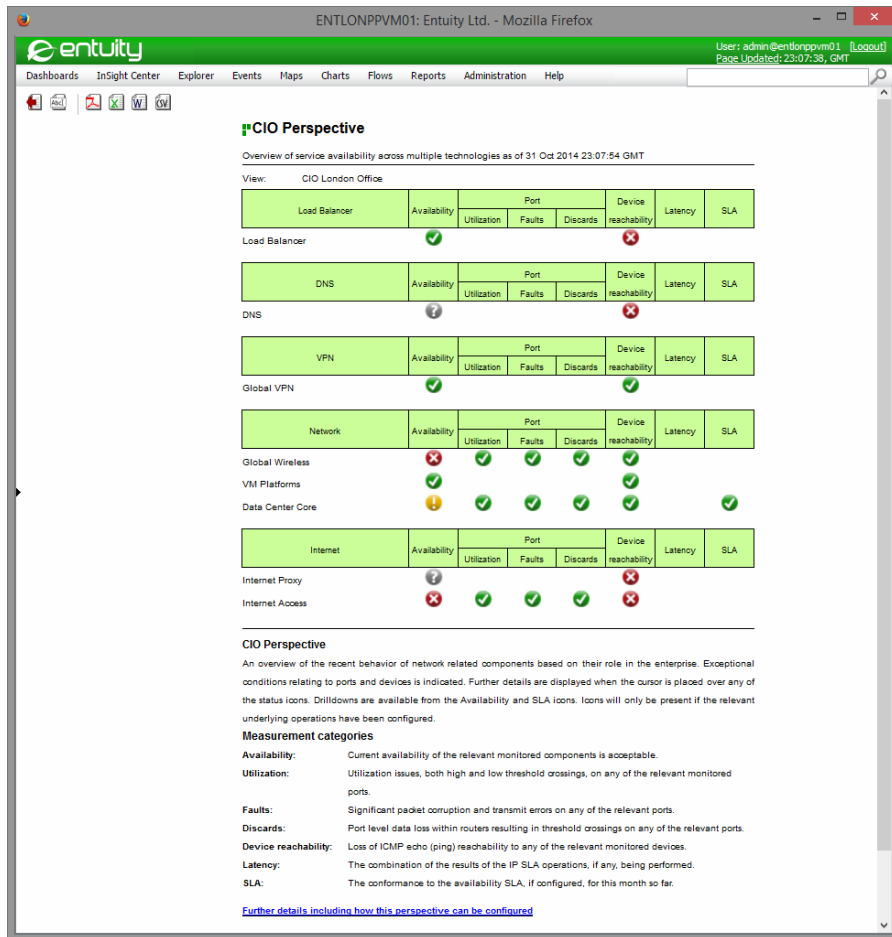 ENTLONPPVM01: Entuity Ltd. - Mozilla Firefox
entuity
User: admin@entlonppvm01 [Logout]
Page Updated: 23:07:38, GMT
Dashboards InSight Center Explorer Events Maps Charts Flows Reports Administration Help
CIO Perspective
Overview of service availability across multiple technologies as of 31 Oct 2014 23:07:54 GMT
View: CIO London Office
Load Balancer Availability Port Utilization Faults Discards Device reachability Latency SLA
Load Balancer
DNS Availability Port Utilization Faults Discards Device reachability Latency SLA
DNS
VPN Availability Port Utilization Faults Discards Device reachability Latency SLA
Global VPN
Network Availability Port Utilization Faults Discards Device reachability Latency SLA
Global Wireless
VM Platforms
Data Center Core
Internet Availability Port Utilization Faults Discards Device reachability Latency SLA
Internet Proxy
Internet Access
CIO Perspective
An overview of the recent behavior of network related components based on their role in the enterprise. Exceptional
conditions relating to ports and devices is indicated. Further details are displayed when the cursor is placed over any of
the status icons. Drilldowns are available from the Availability and SLA icons. Icons will only be present if the relevant
underlying operations have been configured.
Measurement categories
Availability: Current availability of the relevant monitored components is acceptable.
Utilization: Utilization issues, both high and low threshold crossings, on any of the relevant monitored
ports.
Faults: Significant packet corruption and transmit errors on any of the relevant ports.
Discards: Port level data loss within routers resulting in threshold crossings on any of the relevant ports.
Device reachability: Loss of ICMP echo (ping) reachability to any of the relevant monitored devices.
Latency: The combination of the results of the IP SLA operations, if any, being performed.
SLA: The conformance to the availability SLA, if configured, for this month so far.
Further details including how this perspective can be configured